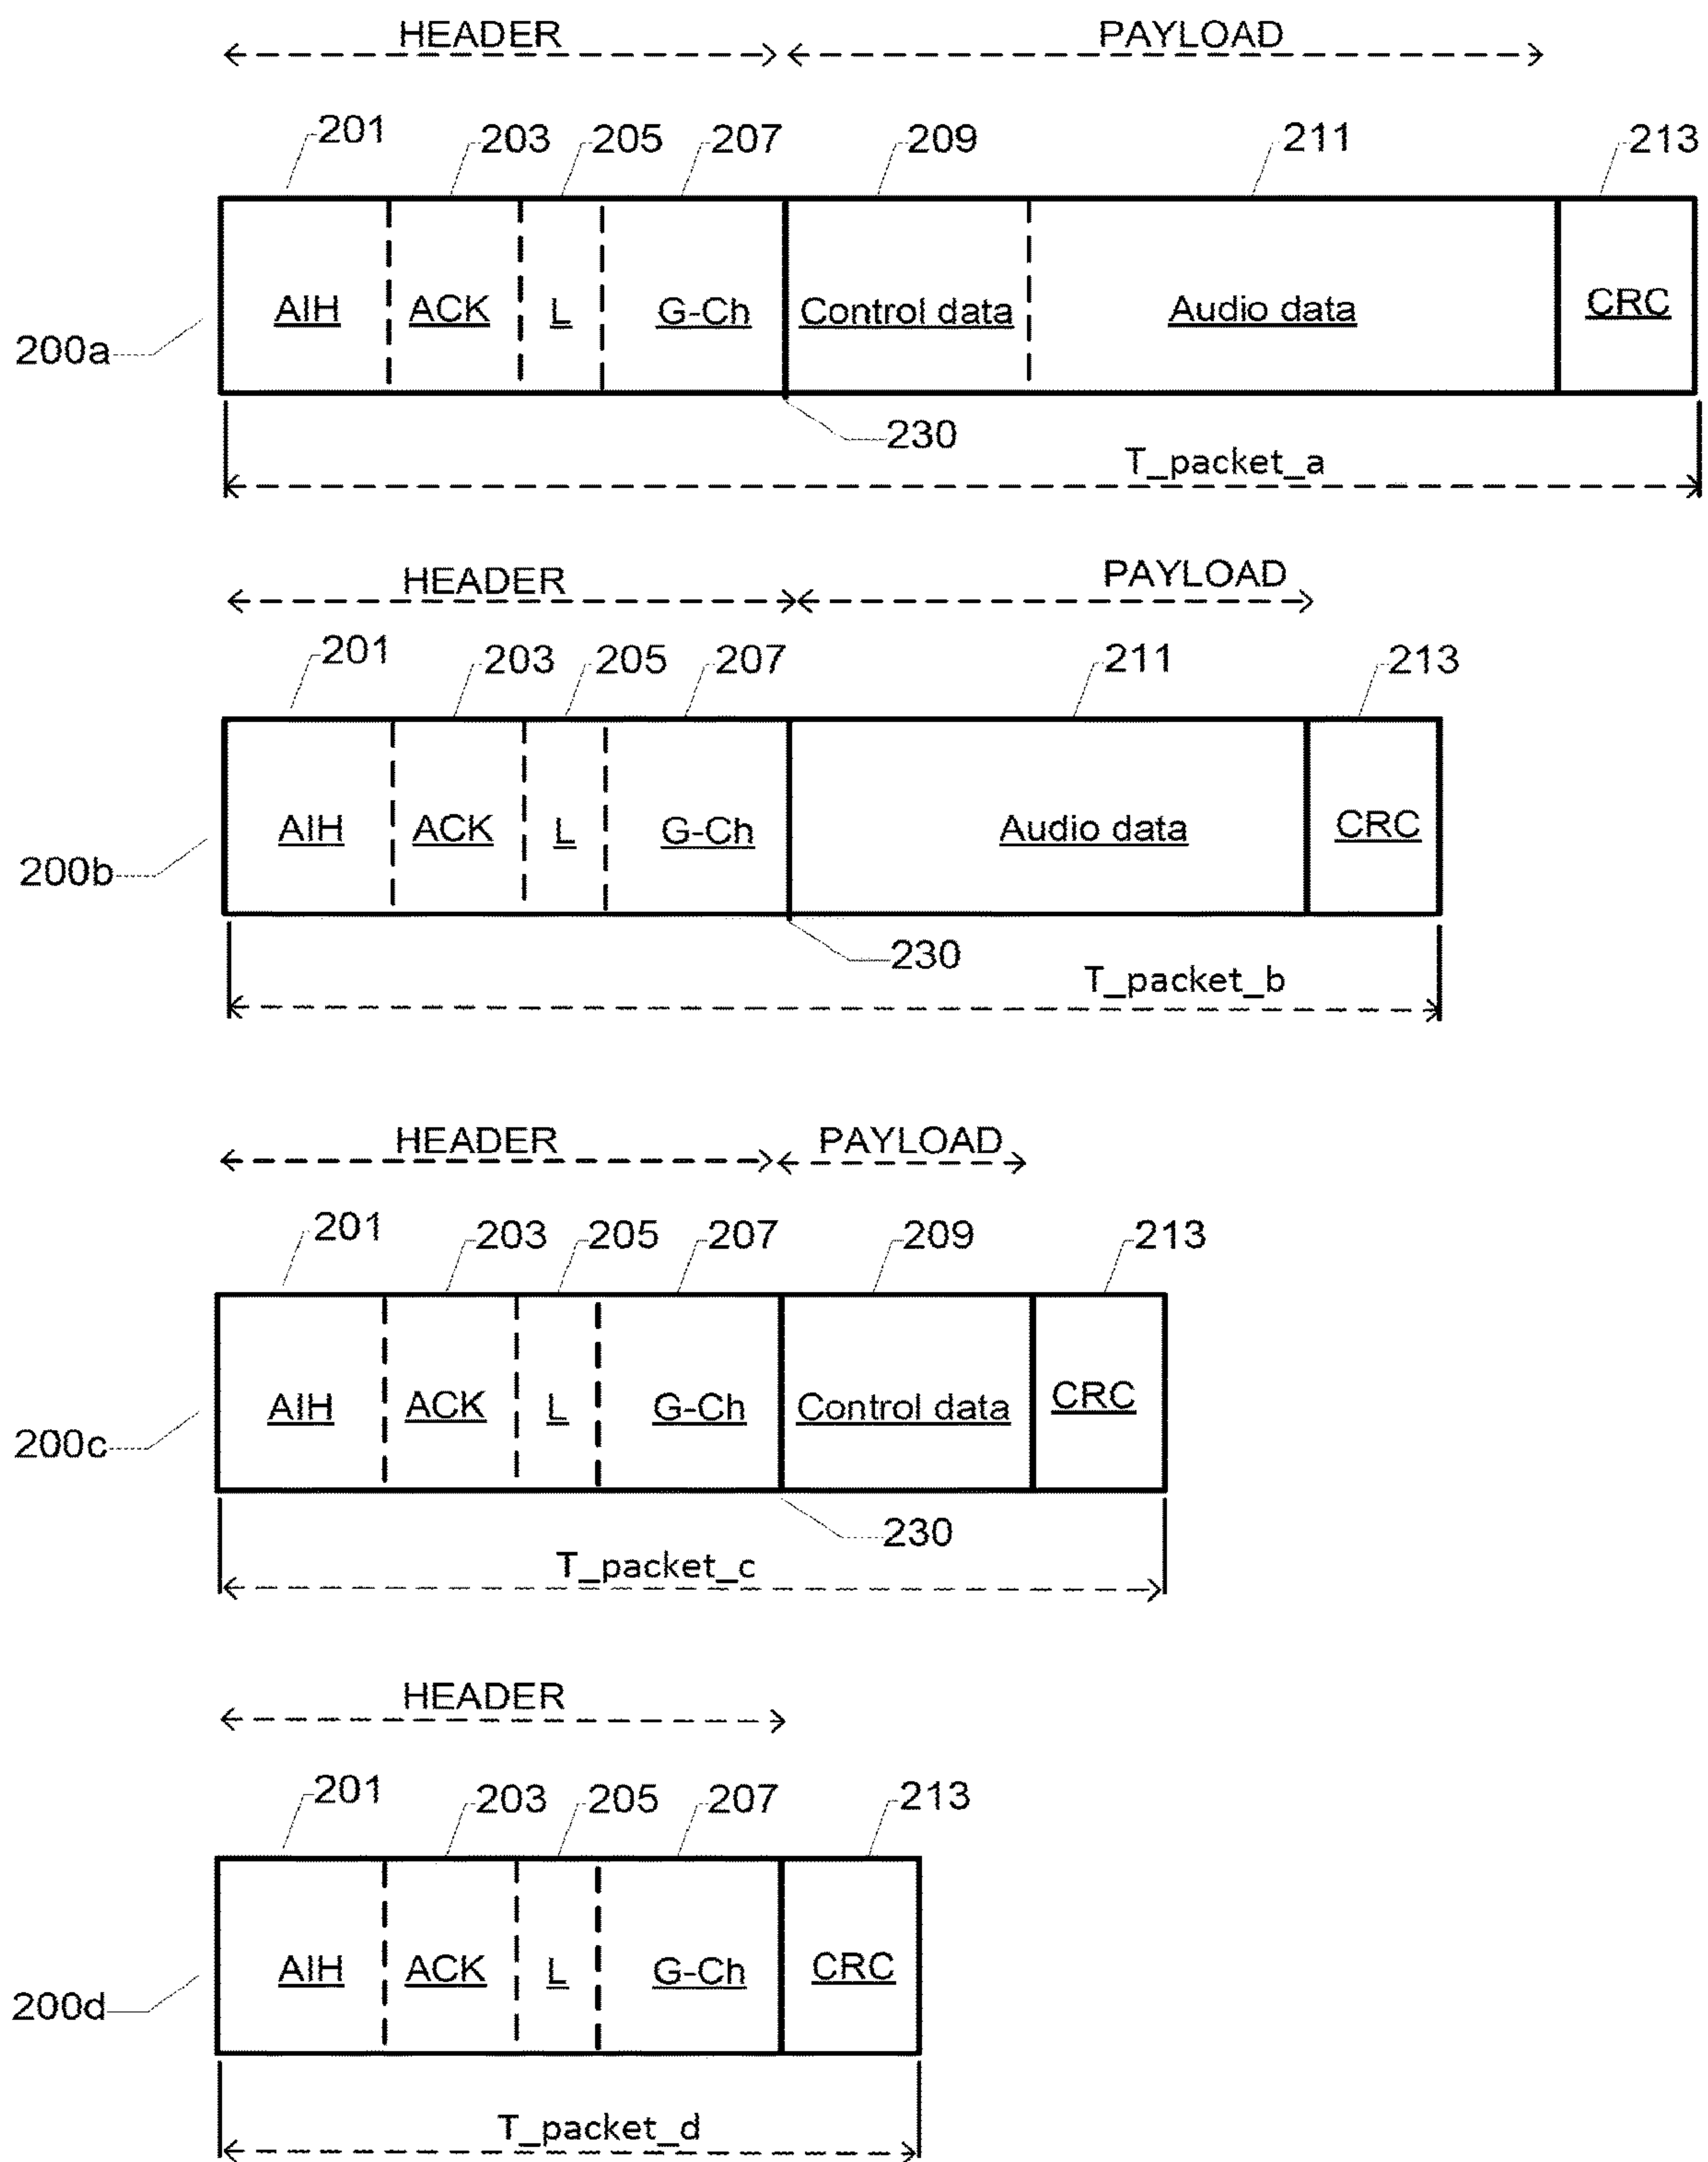 HEADER PAYLOAD
201 203 205 207 209 211 213
AIH ACK L G-Ch Control data Audio data CRC
200a
230
T_packet_a
HEADER PAYLOAD
201 203 205 207 211 213
AIH ACK L G-Ch Audio data CRC
200b
230
T_packet_b
HEADER PAYLOAD
201 203 205 207 209 213
AIH ACK L G-Ch Control data CRC
200c
230
T_packet_c
HEADER
201 203 205 207 213
AIH ACK L G-Ch CRC
200d
T_packet_d